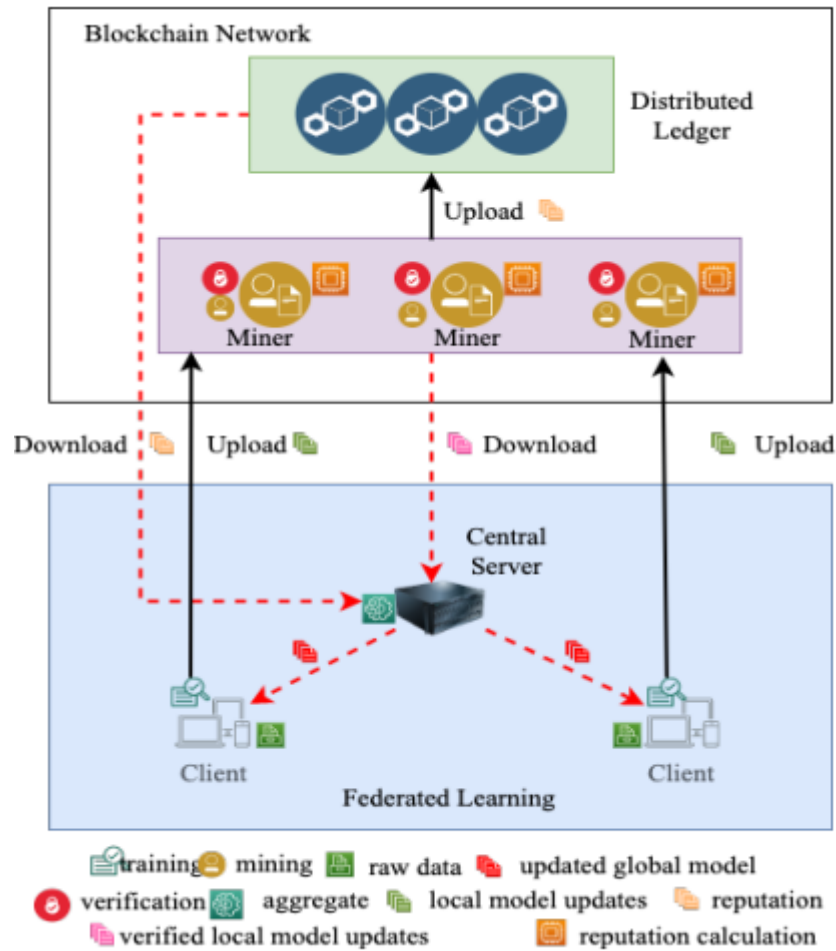 Blockchain Network
Distributed
Ledger
Upload
Miner
Miner
Miner
Download
Upload
Download
Upload
Central
Server
Client
Client
Federated Learning
training
mining
raw data
updated global model
verification
aggregate
local model updates
reputation
verified local model updates
reputation calculation